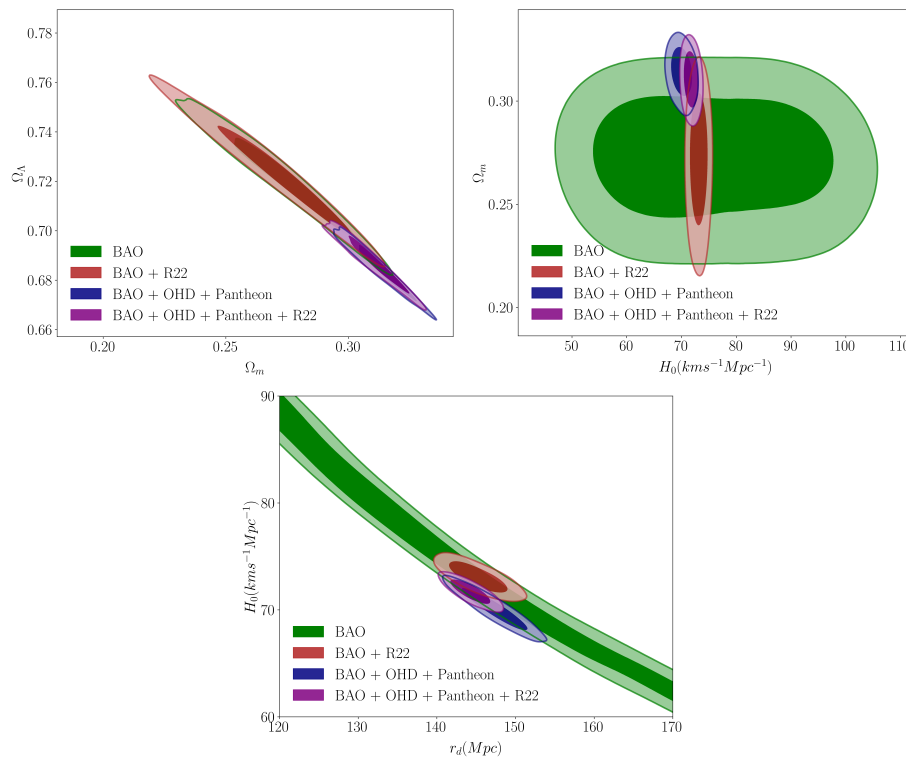 0.78
0.76
0.74
0.72
0.70
0.68
0.66
Ω_Λ
BAO
BAO + R22
BAO + OHD + Pantheon
BAO + OHD + Pantheon + R22
0.20
0.25
0.30
Ω_m
0.30
0.25
0.20
Ω_m
BAO
BAO + R22
BAO + OHD + Pantheon
BAO + OHD + Pantheon + R22
50
60
70
80
90
100
110
H_0(kms^{-1}Mpc^{-1})
90
80
70
60
H_0(kms^{-1}Mpc^{-1})
BAO
BAO + R22
BAO + OHD + Pantheon
BAO + OHD + Pantheon + R22
120
130
140
150
160
170
r_d(Mpc)